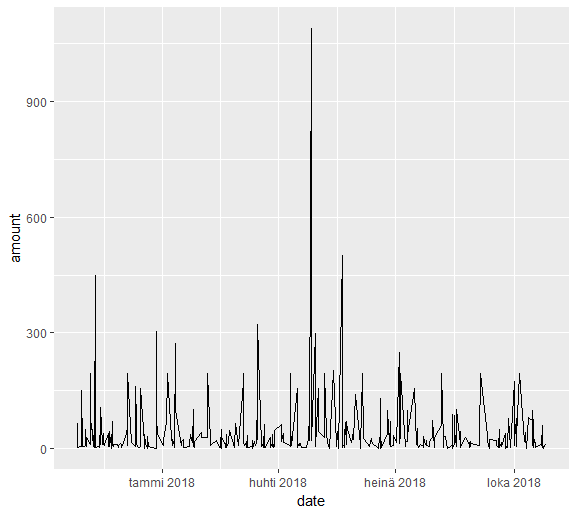 900
600
300
0
amount
tammi 2018
huhti 2018
heinä 2018
loka 2018
date